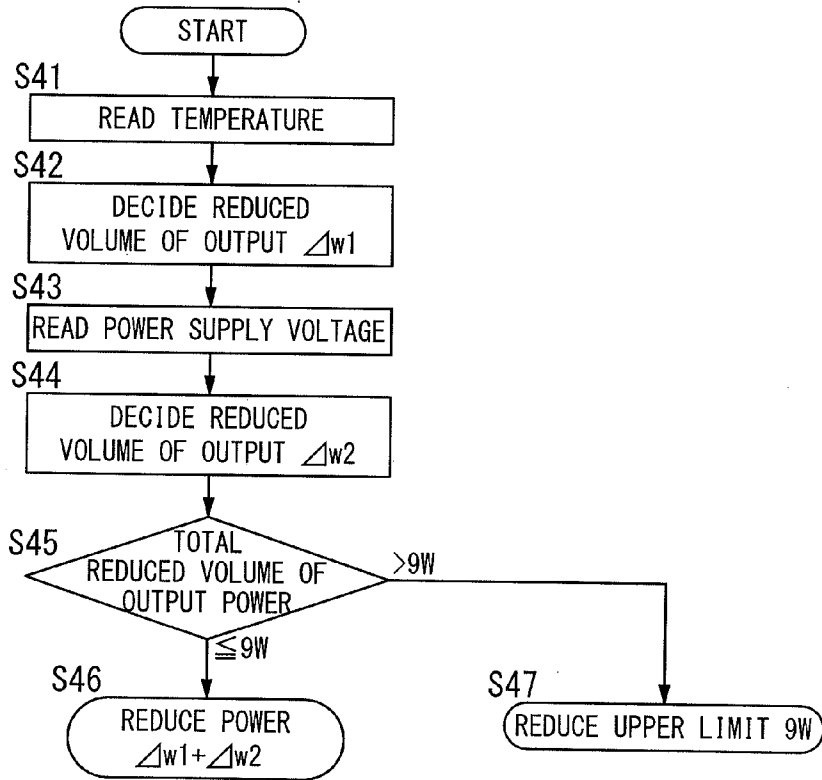 START
S41
READ TEMPERATURE
S42
DECIDE REDUCED
VOLUME OF OUTPUT ⊿w1
S43
READ POWER SUPPLY VOLTAGE
S44
DECIDE REDUCED
VOLUME OF OUTPUT ⊿w2
S45
TOTAL
REDUCED VOLUME OF
OUTPUT POWER
>9W
≦9W
S46
REDUCE POWER
⊿w1+⊿w2
S47
REDUCE UPPER LIMIT 9W